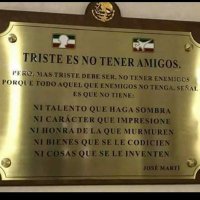 TRISTE ES NO TENER AMIGOS.
PERO, MAS TRISTE DEBE SER, NO TENER ENEMIGOS
PORQUE TODO AQUEL QUE ENEMIGOS NO TENGA, SEÑAL
ES QUE NO TIENE:
NI TALENTO QUE HAGA SOMBRA
NI CARÁCTER QUE IMPRESIONE
NI HONRA DE LA QUE MURMUREN
NI BIENES QUE SE LE CODICIEN
NI COSAS QUE SE LE INVENTEN
JOSÉ MARTÍ